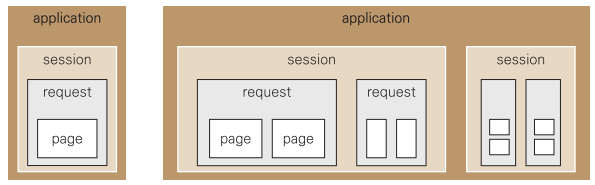 application
session
request
page
application
session
session
request
request
page
page